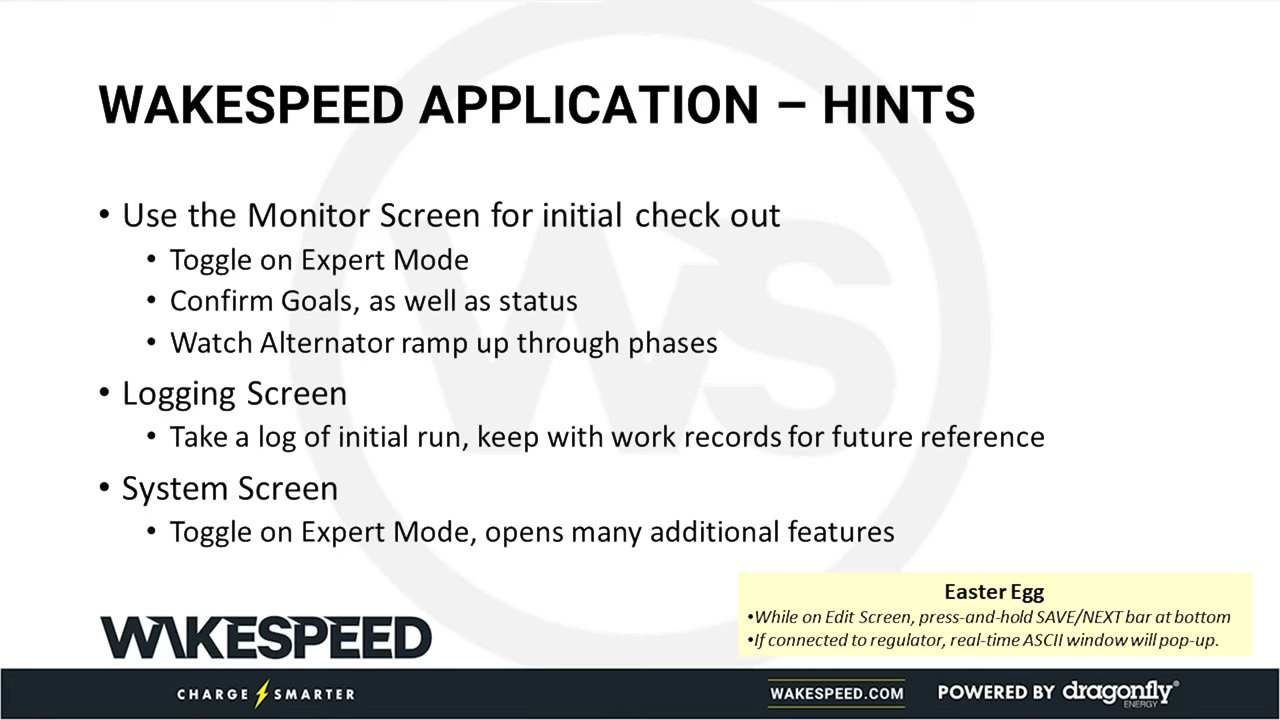 WAKESPEED APPLICATION – HINTS
• Use the Monitor Screen for initial check out
• Toggle on Expert Mode
• Confirm Goals, as well as status
• Watch Alternator ramp up through phases
• Logging Screen
• Take a log of initial run, keep with work records for future reference
• System Screen
• Toggle on Expert Mode, opens many additional features
Easter Egg
•While on Edit Screen, press-and-hold SAVE/NEXT bar at bottom
•If connected to regulator, real-time ASCII window will pop-up.
WS
WAKESPEED
CHARGE SMARTER
WAKESPEED.COM
POWERED BY dragonfly®
ENERGY